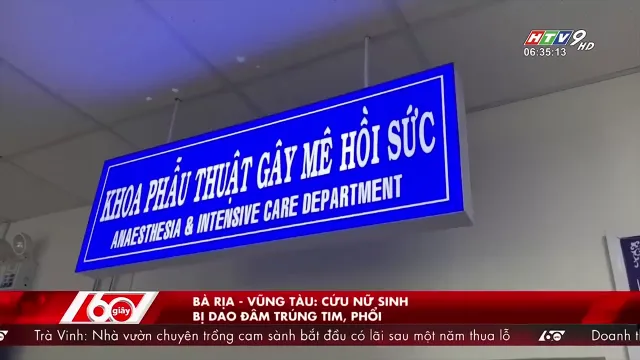 HTV9 HD
06:35:13
KHOA PHẪU THUẬT GÂY MÊ HỒI SỨC
ANAESTHESIA & INTENSIVE CARE DEPARTMENT
60 giây
BÀ RỊA - VŨNG TÀU: CỨU NỮ SINH
BỊ DAO ĐÂM TRÚNG TIM, PHỔI
Trà Vinh: Nhà vườn chuyên trồng cam sành bắt đầu có lãi sau một năm thua lỗ 60 giây Doanh t